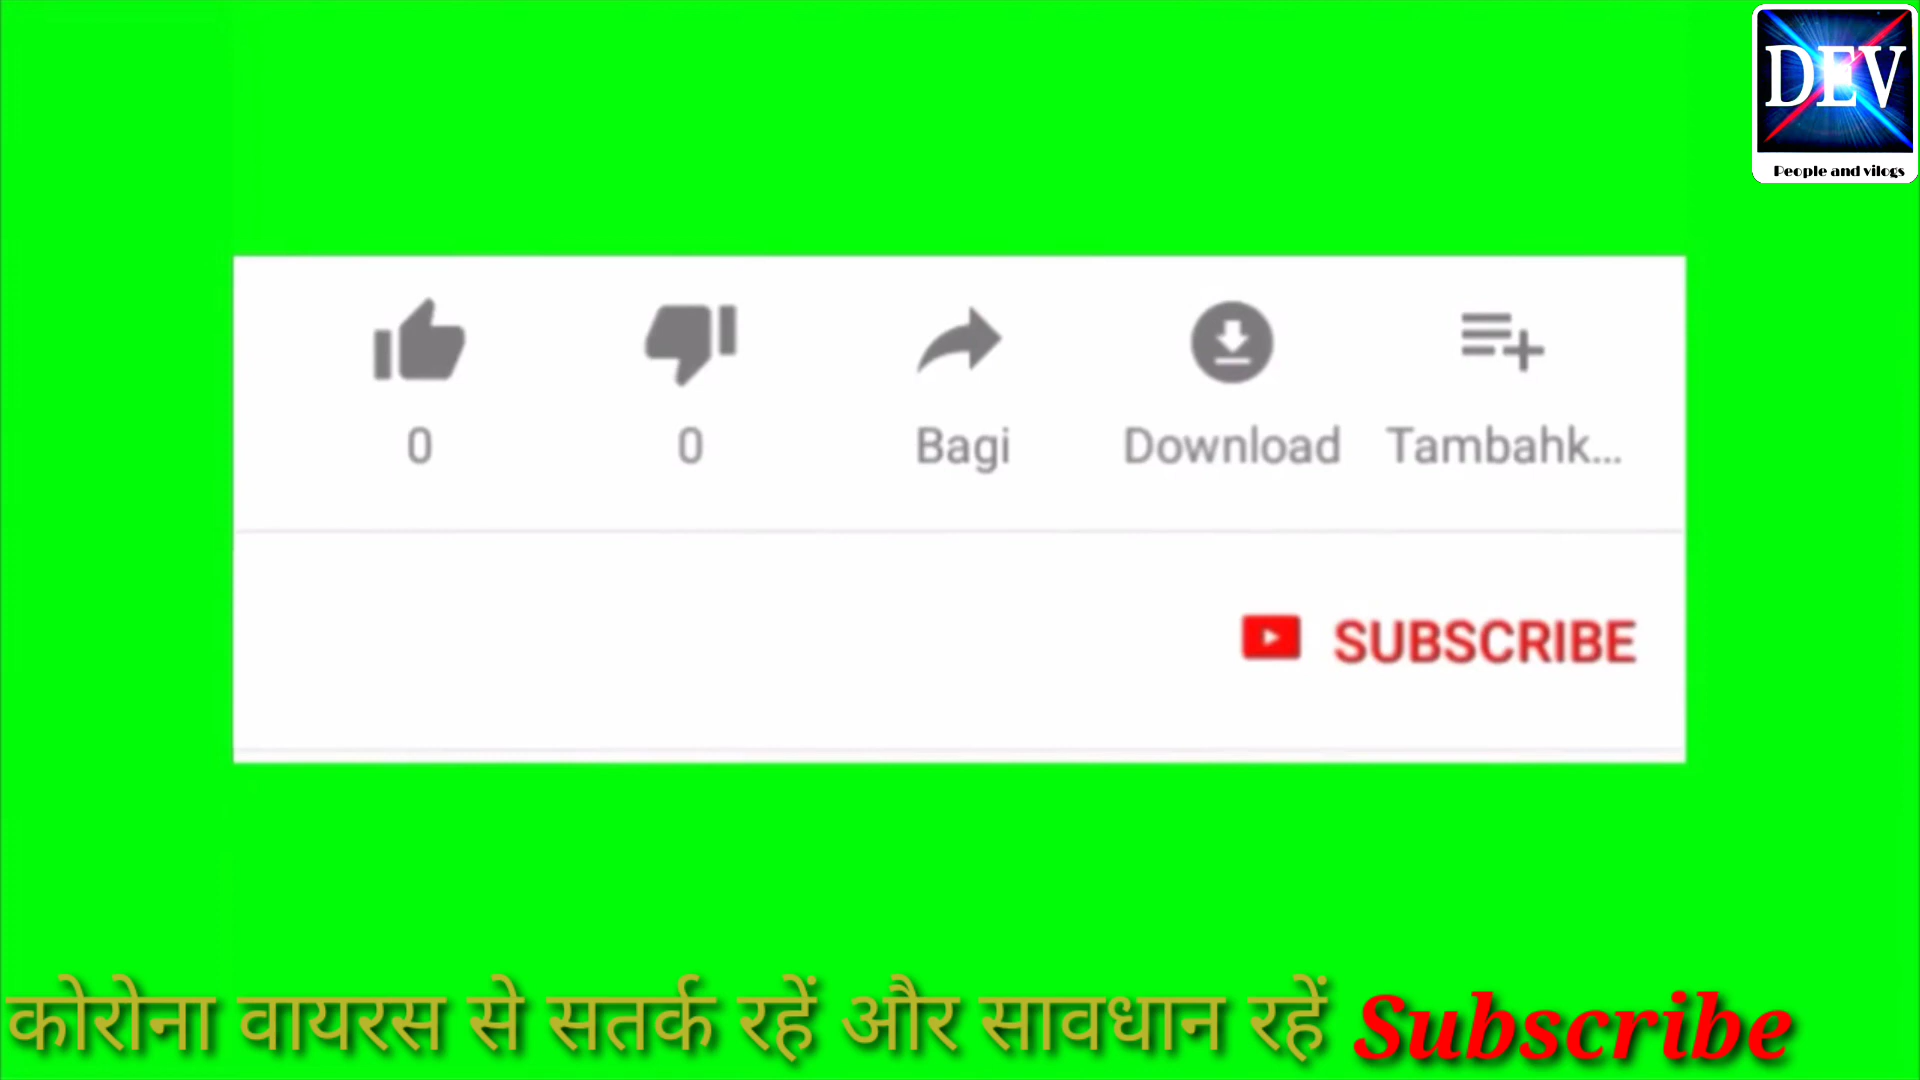 DEV
People and vilogs
0 0 Bagi Download Tambahk...
SUBSCRIBE
कोरोना वायरस से सतर्क रहें और सावधान रहें Subscribe